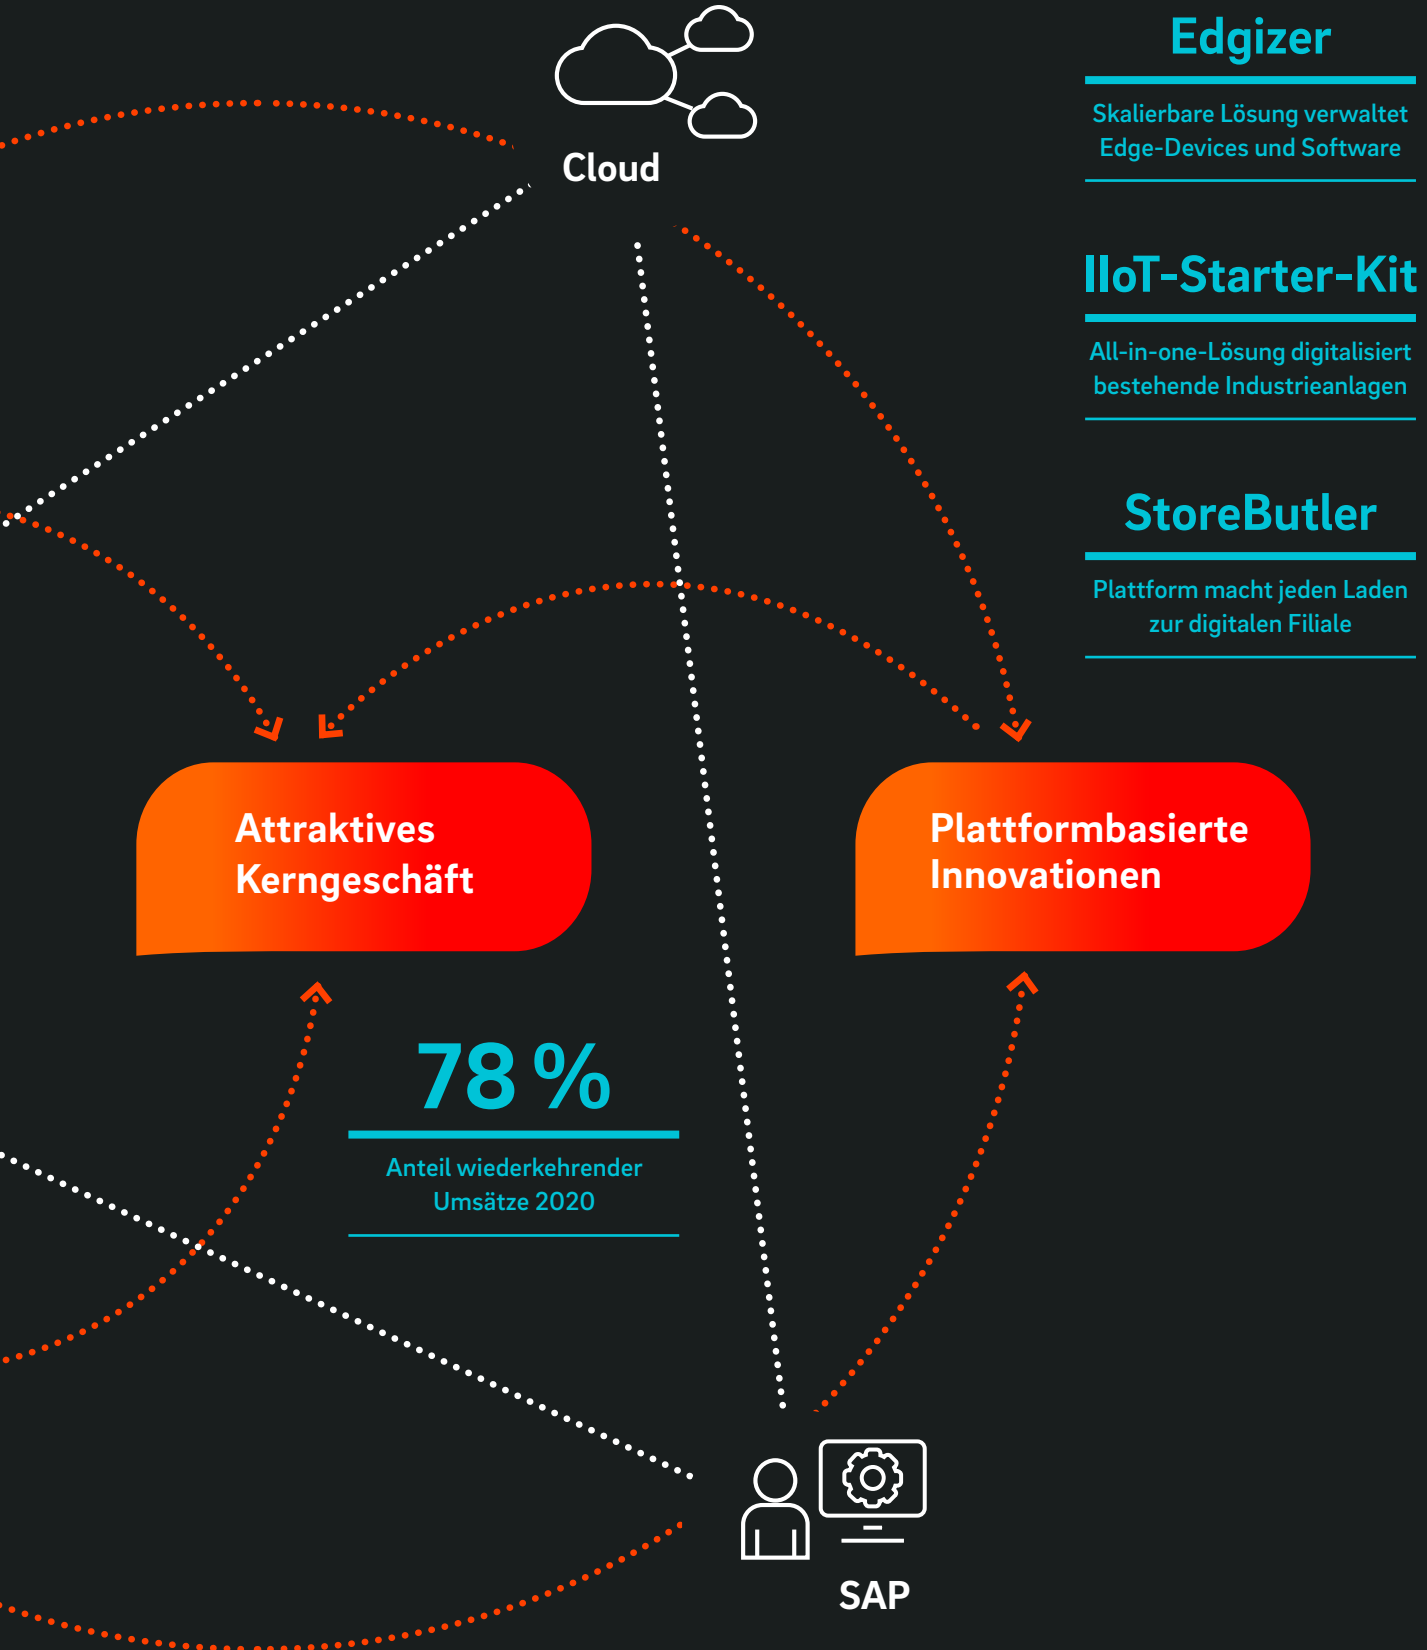 Cloud
Edgizer
Skalierbare Lösung verwaltet
Edge-Devices und Software
IIoT-Starter-Kit
All-in-one-Lösung digitalisiert
bestehende Industrieanlagen
StoreButler
Plattform macht jeden Laden
zur digitalen Filiale
Attraktives
Kerngeschäft
Plattformbasierte
Innovationen
78 %
Anteil wiederkehrender
Umsätze 2020
SAP